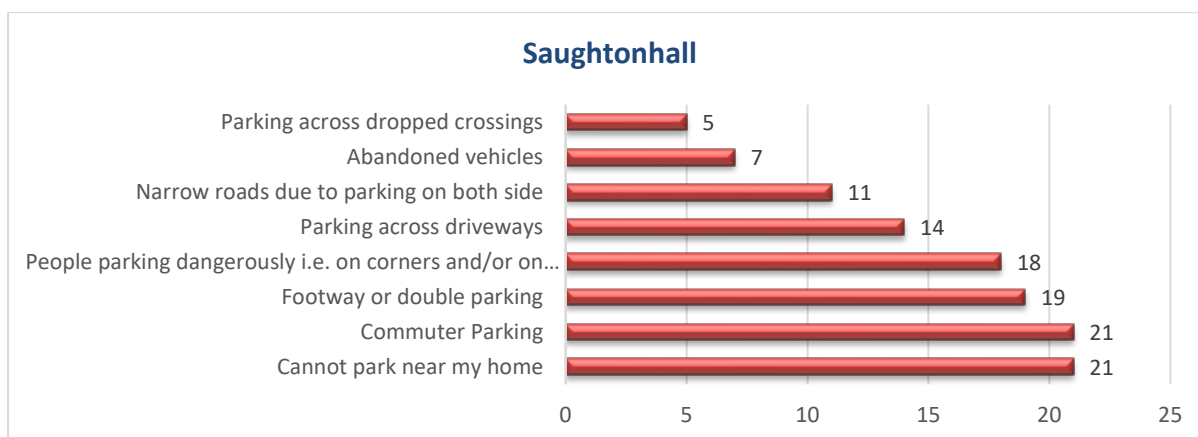 Saughtonhall
Parking across dropped crossings 5
Abandoned vehicles 7
Narrow roads due to parking on both side 11
Parking across driveways 14
People parking dangerously i.e. on corners and/or on... 18
Footway or double parking 19
Commuter Parking 21
Cannot park near my home 21
0 5 10 15 20 25